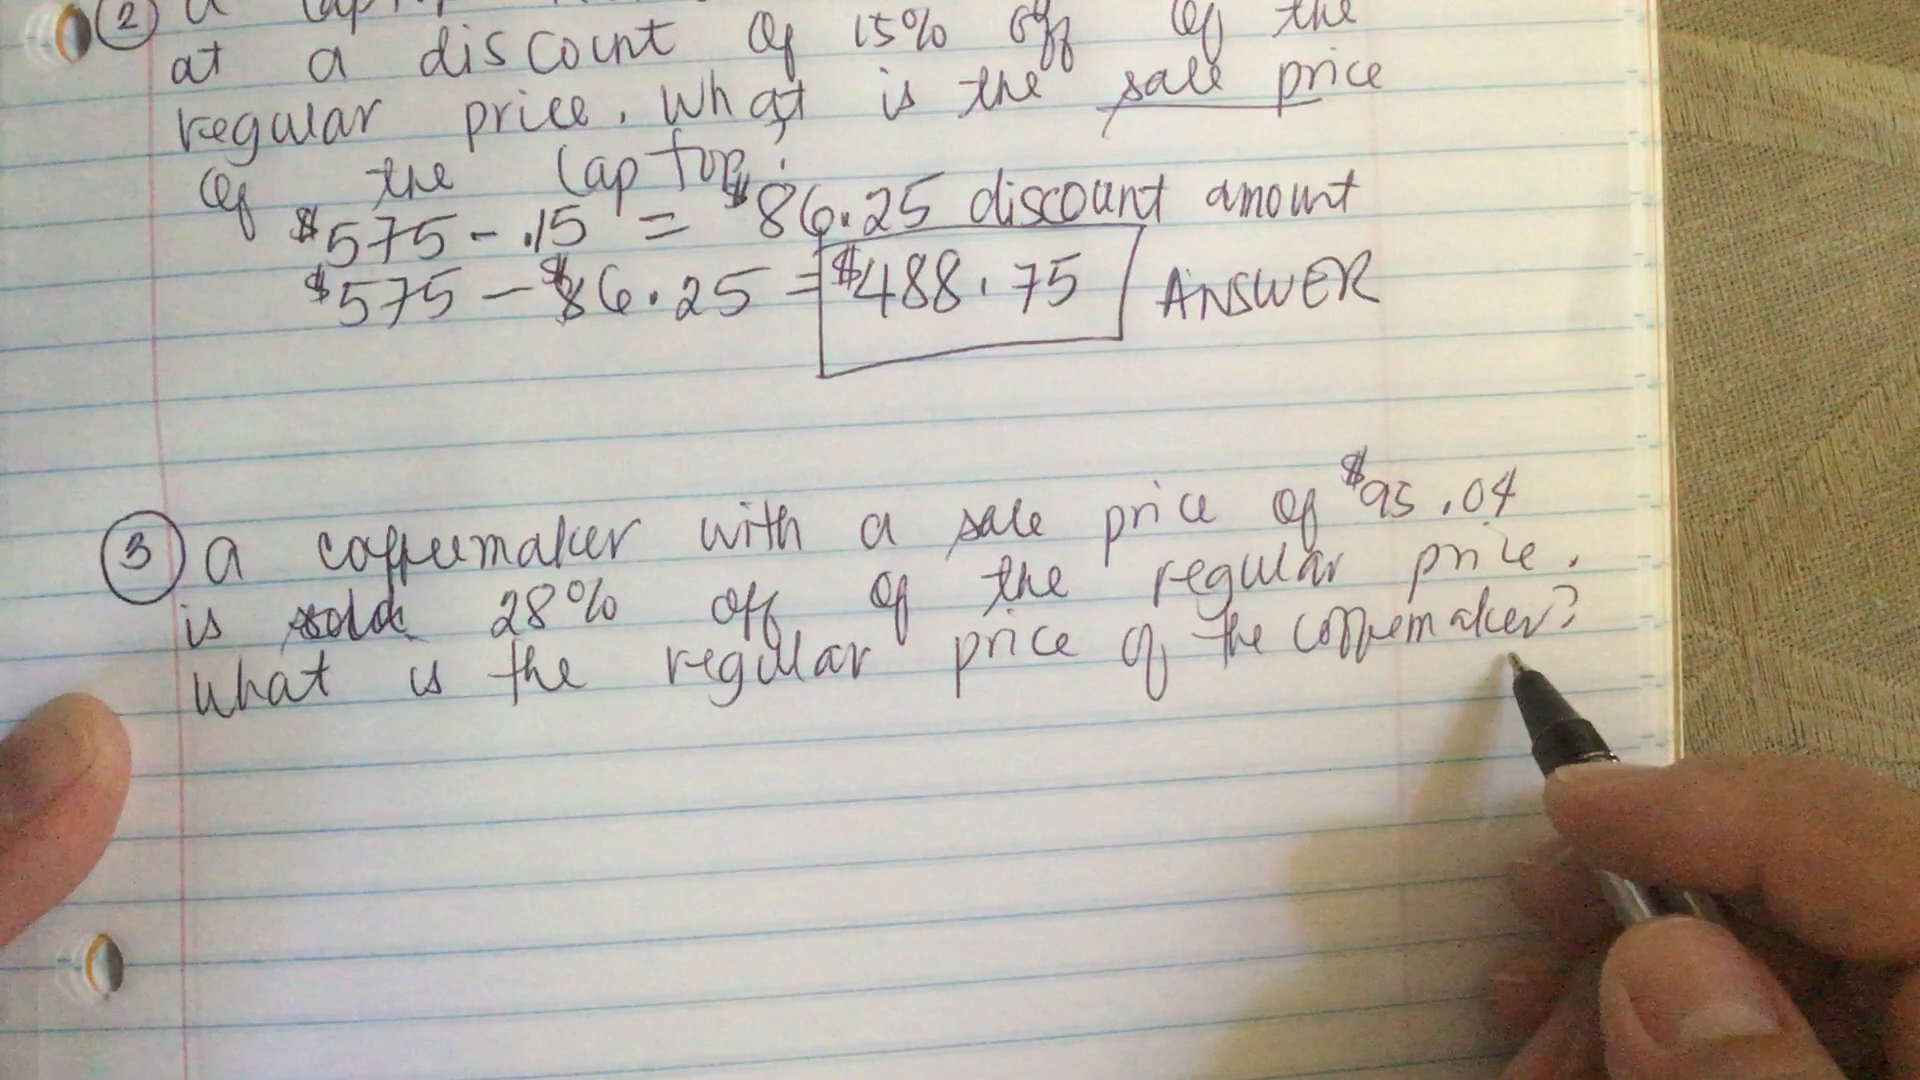 ② a laptop
at a discount of 15% off of the
regular price. What is the sale price
of the laptop?
$575 - .15 = $86.25 discount amount
$575 - $86.25 = $488.75 ANSWER
③ a coffeemaker with a sale price of $95.04
is sold 28% off of the regular price.
what is the regular price of the coffeemaker?